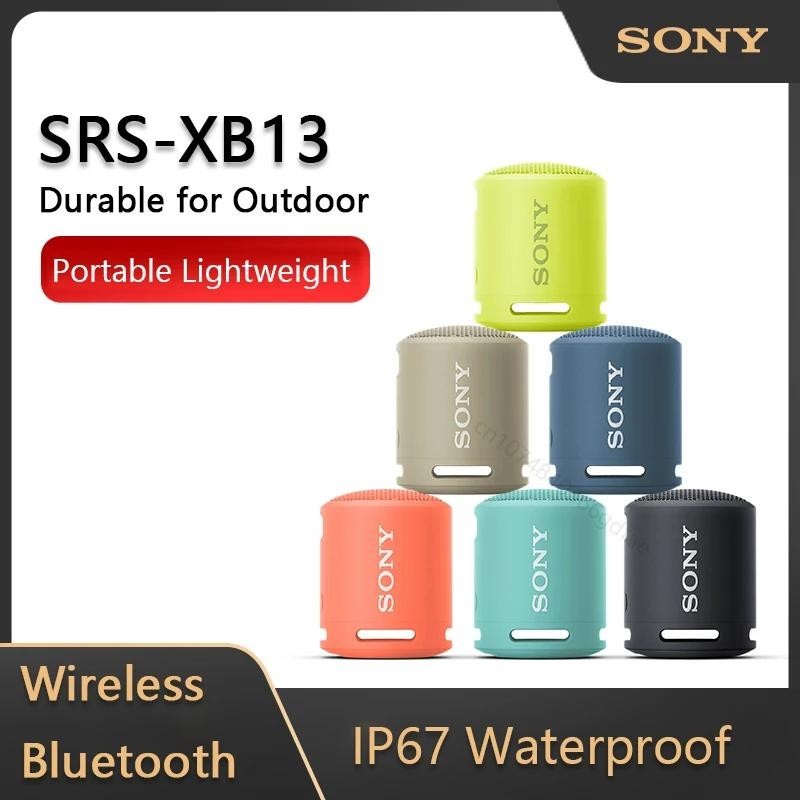 SONY
SRS-XB13
Durable for Outdoor
Portable Lightweight
SONY
SONY
SONY
SONY
SONY
SONY
Wireless
Bluetooth
IP67 Waterproof